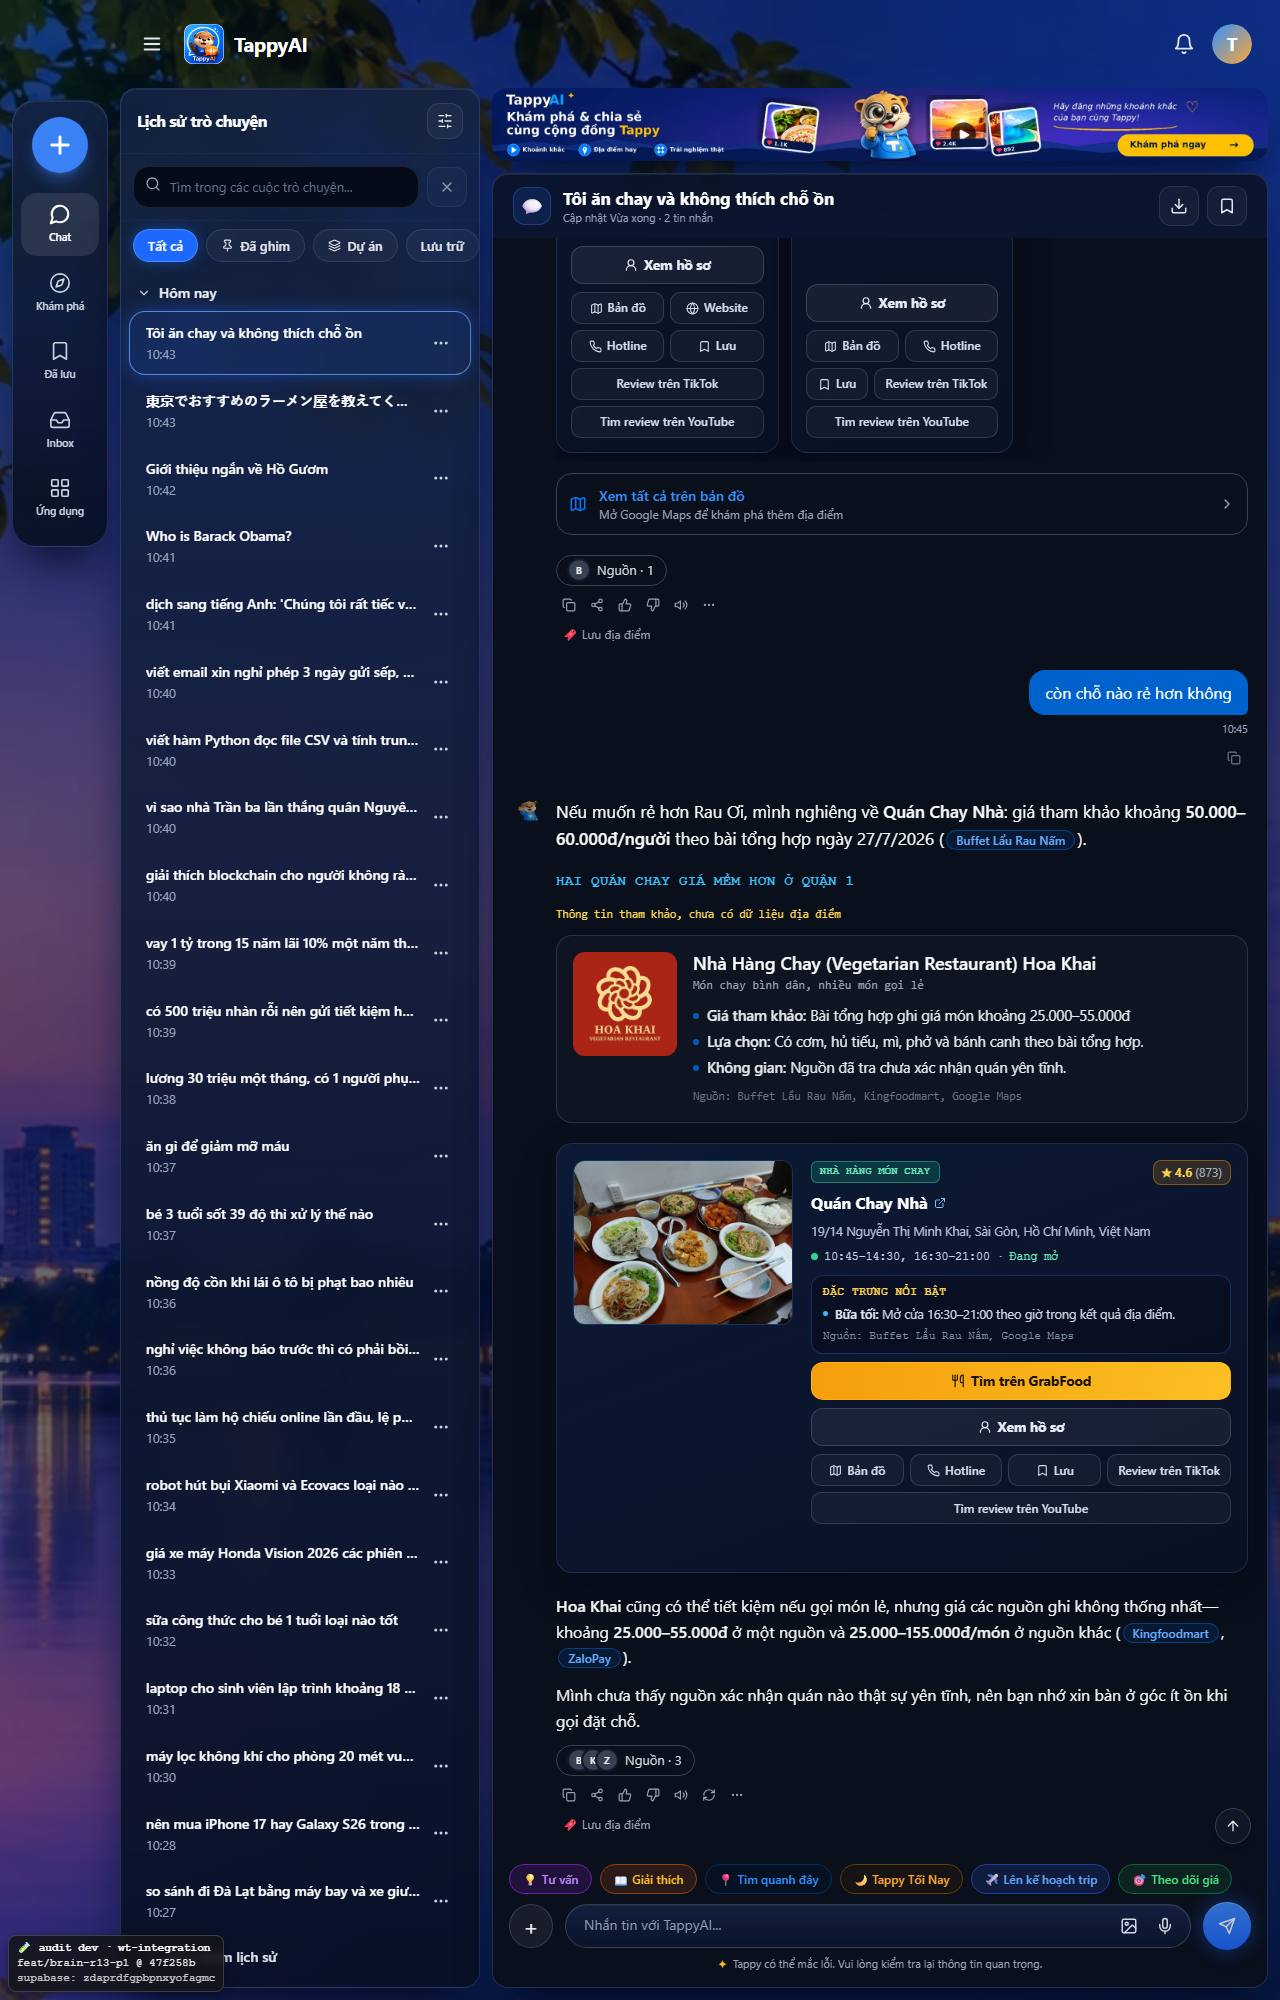 TappyAI
T
TappyAI
Khám phá & chia sẻ
cùng cộng đồng Tappy
Khoảnh khắc
Địa điểm hay
Trải nghiệm thật
1.1K
2.4K
892
Hãy đăng những khoảnh khắc
của bạn cùng Tappy!
Khám phá ngay →
Chat
Khám phá
Đã lưu
Inbox
Ứng dụng
Lịch sử trò chuyện
Tìm trong các cuộc trò chuyện...
Tất cả
Đã ghim
Dự án
Lưu trữ
Hôm nay
Tôi ăn chay và không thích chỗ ồn
10:43
東京でおすすめのラーメン屋を教えてく...
10:43
Giới thiệu ngắn về Hồ Gươm
10:42
Who is Barack Obama?
10:41
dịch sang tiếng Anh: 'Chúng tôi rất tiếc v...
10:41
viết email xin nghỉ phép 3 ngày gửi sếp, ...
10:40
viết hàm Python đọc file CSV và tính trun...
10:40
vì sao nhà Trần ba lần thắng quân Nguyê...
10:40
giải thích blockchain cho người không rà...
10:40
vay 1 tỷ trong 15 năm lãi 10% một năm th...
10:39
có 500 triệu nhàn rỗi nên gửi tiết kiệm h...
10:39
lương 30 triệu một tháng, có 1 người phụ...
10:38
ăn gì để giảm mỡ máu
10:37
bé 3 tuổi sốt 39 độ thì xử lý thế nào
10:37
nồng độ cồn khi lái ô tô bị phạt bao nhiêu
10:36
nghỉ việc không báo trước thì có phải bồi...
10:36
thủ tục làm hộ chiếu online lần đầu, lệ p...
10:35
robot hút bụi Xiaomi và Ecovacs loại nào ...
10:34
giá xe máy Honda Vision 2026 các phiên ...
10:33
sữa công thức cho bé 1 tuổi loại nào tốt
10:32
laptop cho sinh viên lập trình khoảng 18 ...
10:31
máy lọc không khí cho phòng 20 mét vu...
10:30
nên mua iPhone 17 hay Galaxy S26 trong ...
10:28
so sánh đi Đà Lạt bằng máy bay và xe giư...
10:27
m lịch sử
audit dev · wt-integration
feat/brain-r13-p1 @ 47f258b
supabase: zdaprdfgpbpnxyofagmc
Tôi ăn chay và không thích chỗ ồn
Cập nhật Vừa xong · 2 tin nhắn
Xem hồ sơ
Bản đồ
Website
Hotline
Lưu
Review trên TikTok
Tìm review trên YouTube
Xem hồ sơ
Bản đồ
Hotline
Lưu
Review trên TikTok
Tìm review trên YouTube
Xem tất cả trên bản đồ
Mở Google Maps để khám phá thêm địa điểm
B Nguồn · 1
Lưu địa điểm
còn chỗ nào rẻ hơn không
10:45
Nếu muốn rẻ hơn Rau Ơi, mình nghiêng về Quán Chay Nhà: giá tham khảo khoảng 50.000–
60.000đ/người theo bài tổng hợp ngày 27/7/2026 ( Buffet Lẩu Rau Nấm ).
HAI QUÁN CHAY GIÁ MỀM HƠN Ở QUẬN 1
Thông tin tham khảo, chưa có dữ liệu địa điểm
HOA KHAI
VEGETARIAN RESTAURANT
Nhà Hàng Chay (Vegetarian Restaurant) Hoa Khai
Món chay bình dân, nhiều món gọi lẻ
Giá tham khảo: Bài tổng hợp ghi giá món khoảng 25.000–55.000đ
Lựa chọn: Có cơm, hủ tiếu, mì, phở và bánh canh theo bài tổng hợp.
Không gian: Nguồn đã tra chưa xác nhận quán yên tĩnh.
Nguồn: Buffet Lẩu Rau Nấm, Kingfoodmart, Google Maps
NHÀ HÀNG MÓN CHAY
4.6 (873)
Quán Chay Nhà
19/14 Nguyễn Thị Minh Khai, Sài Gòn, Hồ Chí Minh, Việt Nam
10:45–14:30, 16:30–21:00 · Đang mở
ĐẶC TRƯNG NỔI BẬT
Bữa tối: Mở cửa 16:30–21:00 theo giờ trong kết quả địa điểm.
Nguồn: Buffet Lẩu Rau Nấm, Google Maps
Tìm trên GrabFood
Xem hồ sơ
Bản đồ
Hotline
Lưu
Review trên TikTok
Tìm review trên YouTube
Hoa Khai cũng có thể tiết kiệm nếu gọi món lẻ, nhưng giá các nguồn ghi không thống nhất—
khoảng 25.000–55.000đ ở một nguồn và 25.000–155.000đ/món ở nguồn khác ( Kingfoodmart ,
ZaloPay ).
Mình chưa thấy nguồn xác nhận quán nào thật sự yên tĩnh, nên bạn nhớ xin bàn ở góc ít ồn khi
gọi đặt chỗ.
B K Z Nguồn · 3
Lưu địa điểm
Tư vấn
Giải thích
Tìm quanh đây
Tappy Tối Nay
Lên kế hoạch trip
Theo dõi giá
Nhắn tin với TappyAI...
Tappy có thể mắc lỗi. Vui lòng kiểm tra lại thông tin quan trọng.